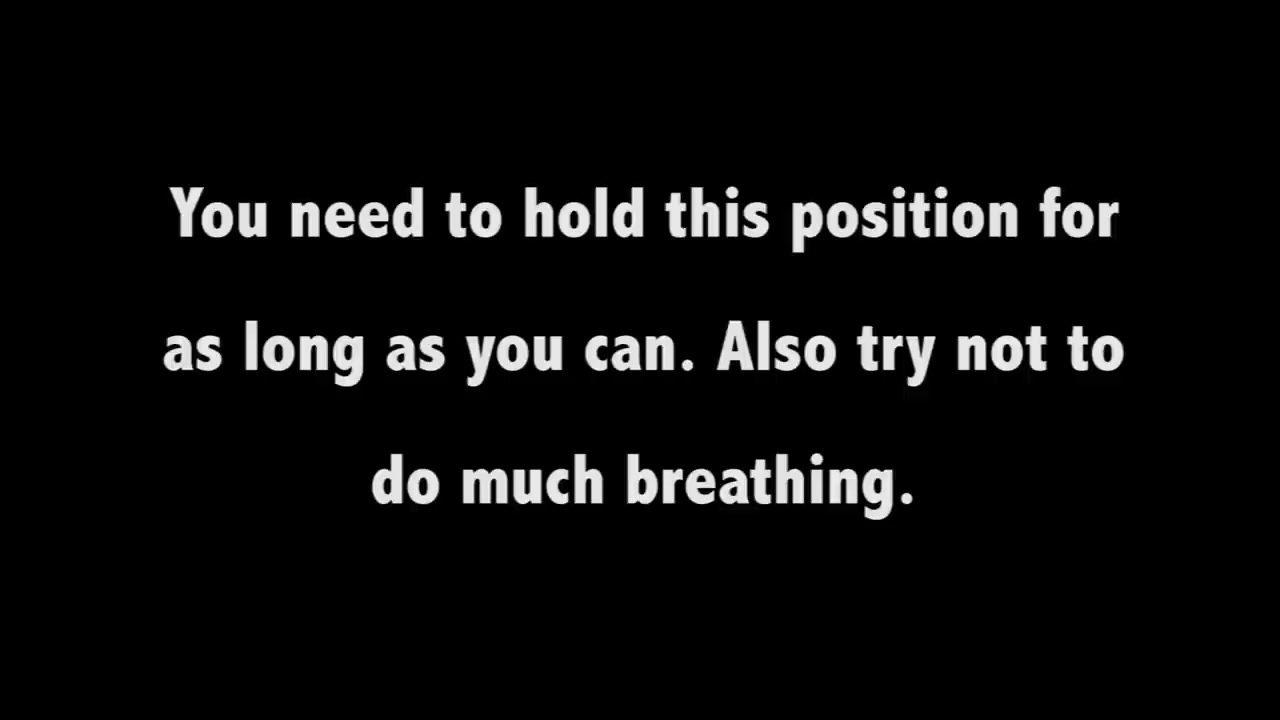 You need to hold this position for
as long as you can. Also try not to
do much breathing.